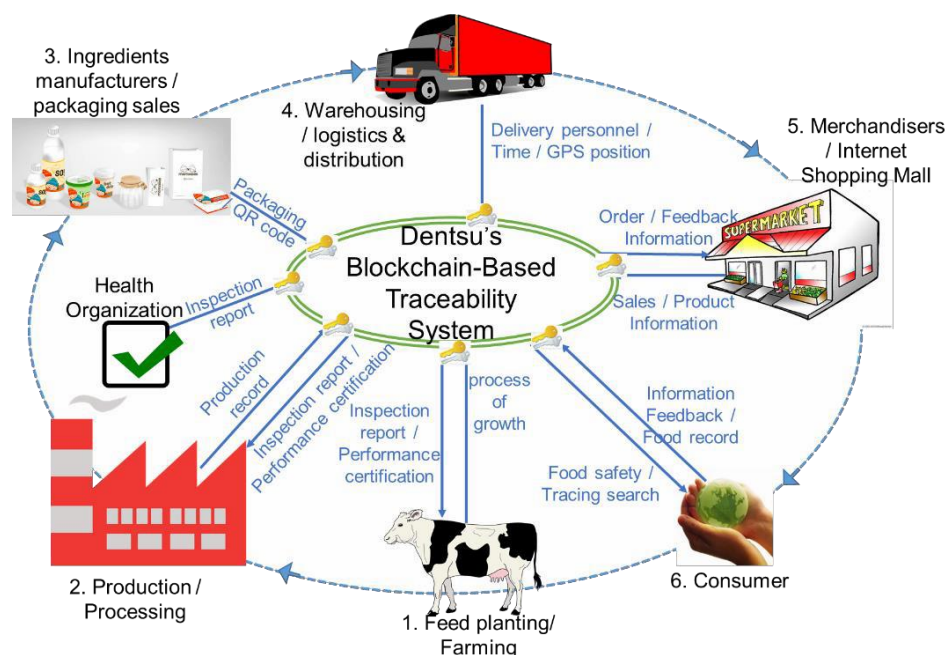 3. Ingredients
manufacturers /
packaging sales
4. Warehousing
/ logistics &
distribution
Delivery personnel /
Time / GPS position
5. Merchandisers
/ Internet
Shopping Mall
SUPERMARKET
Packaging
QR code
Order / Feedback
Information
Dentsu's
Blockchain-Based
Traceability
System
Sales / Product
Information
Health
Organization
Inspection
report
Production
record
Inspection report /
Performance certification
Inspection
report /
Performance
certification
process
of
growth
Information
Feedback /
Food record
Food safety /
Tracing search
2. Production /
Processing
1. Feed planting/
Farming
6. Consumer